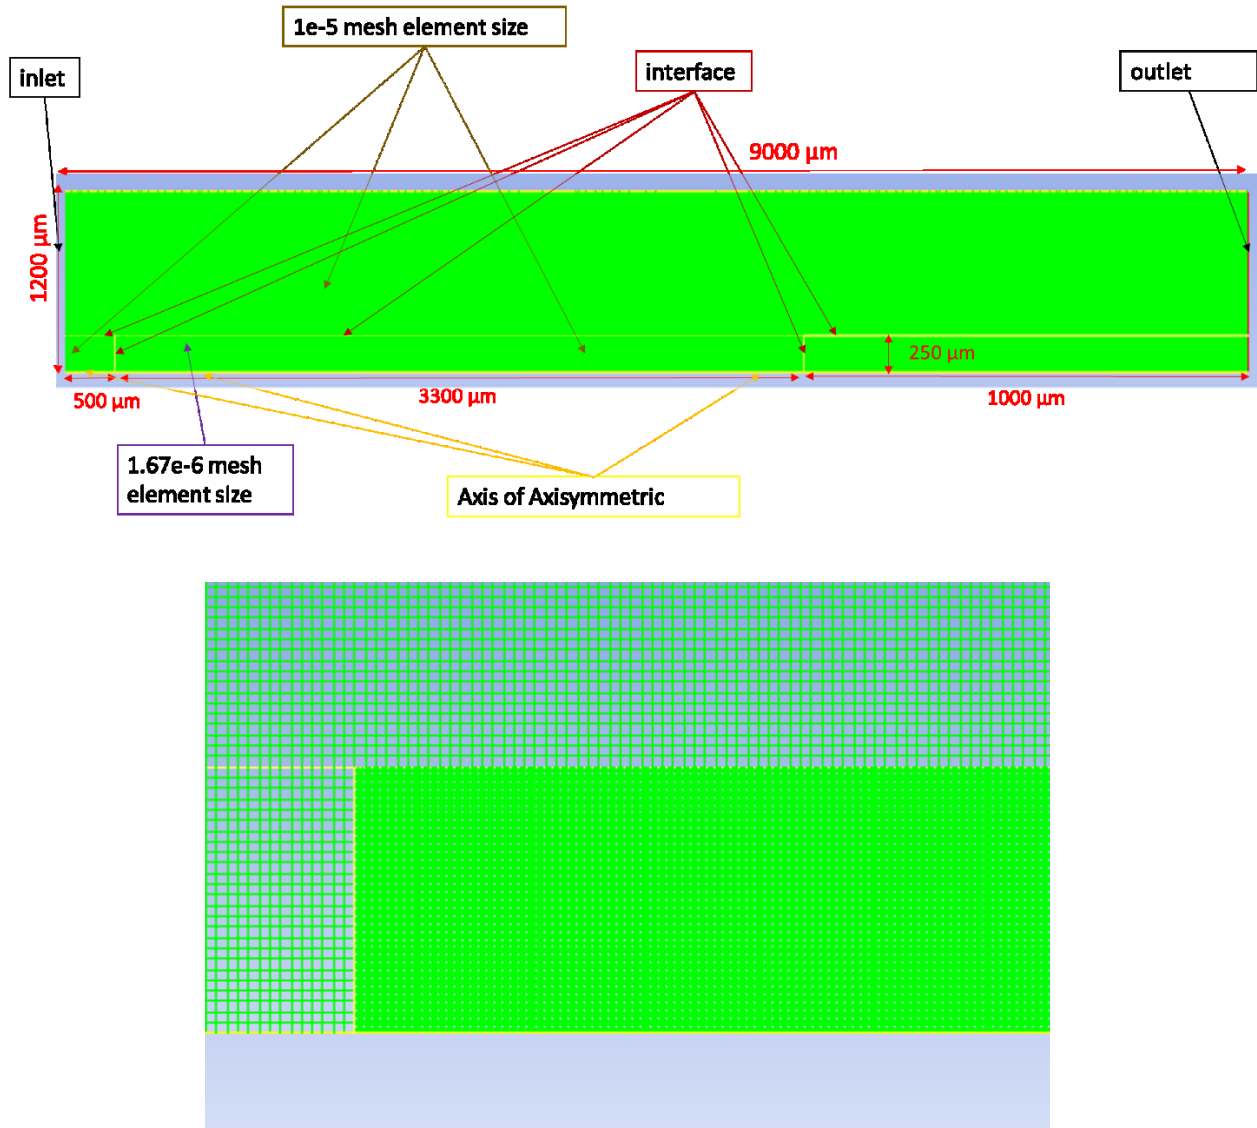 1e-5 mesh element size
inlet
interface
outlet
9000 µm
1200 µm
250 µm
500 µm
3300 µm
1000 µm
1.67e-6 mesh
element size
Axis of Axisymmetric